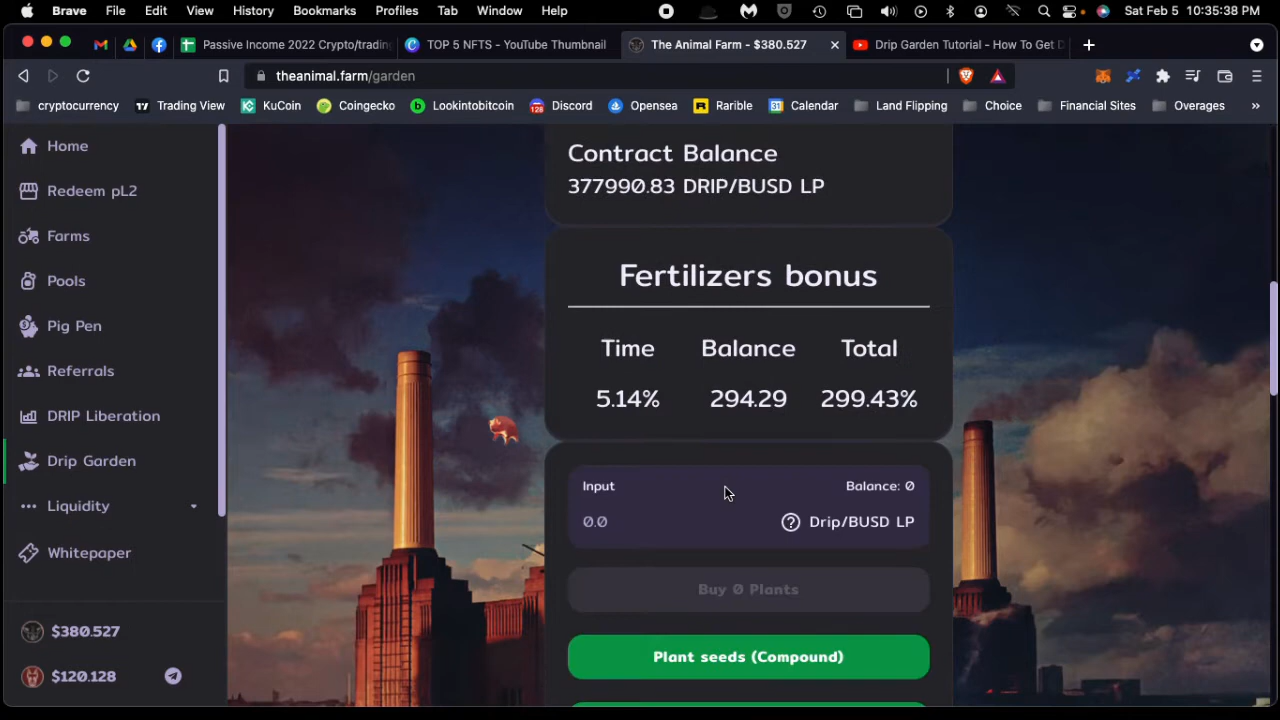 Brave File Edit View History Bookmarks Profiles Tab Window Help Sat Feb 5 10:35:38 PM
Passive Income 2022 Crypto/trading TOP 5 NFTS - YouTube Thumbnail The Animal Farm - $380.527 Drip Garden Tutorial - How To Get D
theanimal.farm/garden
cryptocurrency Trading View KuCoin Coingecko Lookintobitcoin Discord Opensea Rarible Calendar Land Flipping Choice Financial Sites Overages »
Home
Redeem pL2
Farms
Pools
Pig Pen
Referrals
DRIP Liberation
Drip Garden
Liquidity
Whitepaper
$380.527
$120.128
Contract Balance
377990.83 DRIP/BUSD LP
Fertilizers bonus
Time Balance Total
5.14% 294.29 299.43%
Input Balance: 0
0.0 Drip/BUSD LP
Buy 0 Plants
Plant seeds (Compound)